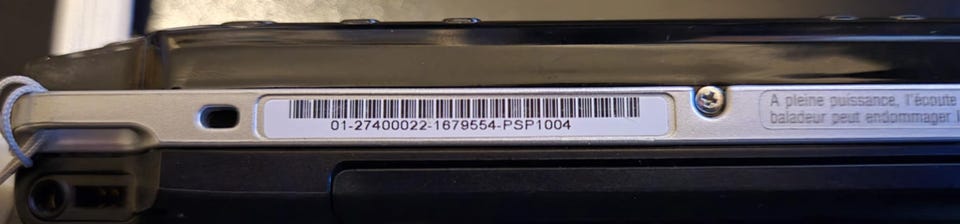 01-27400022-1679554-PSP1004
A pleine puissance, l'écoute
baladeur peut endommager l